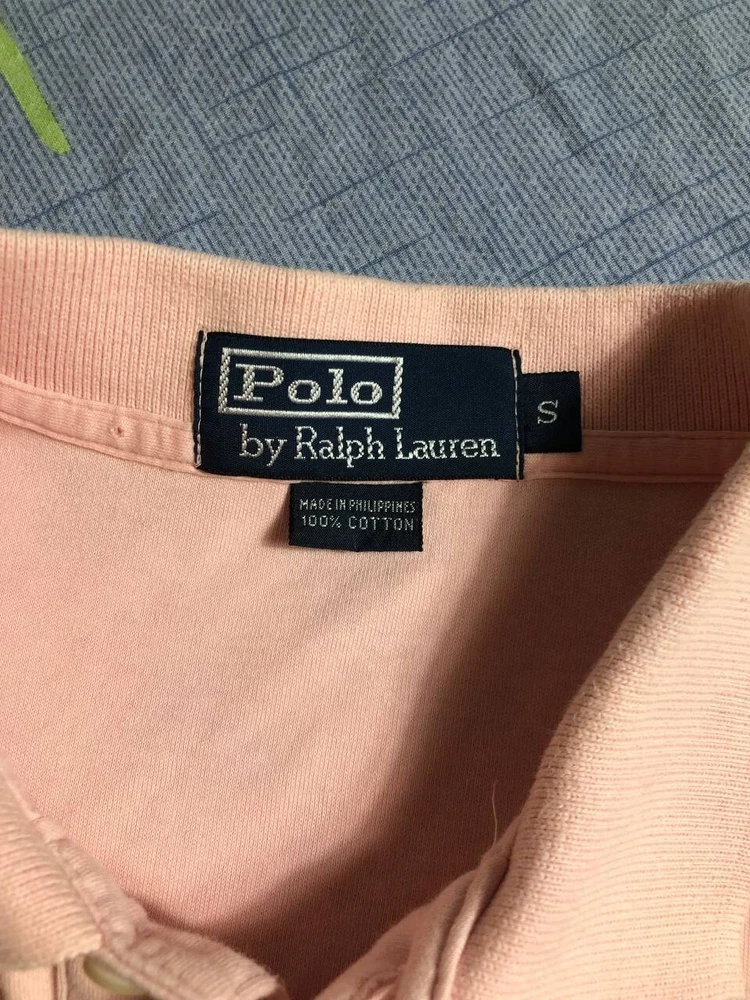 Polo
by Ralph Lauren
S
MADE IN PHILIPPINES
100% COTTON